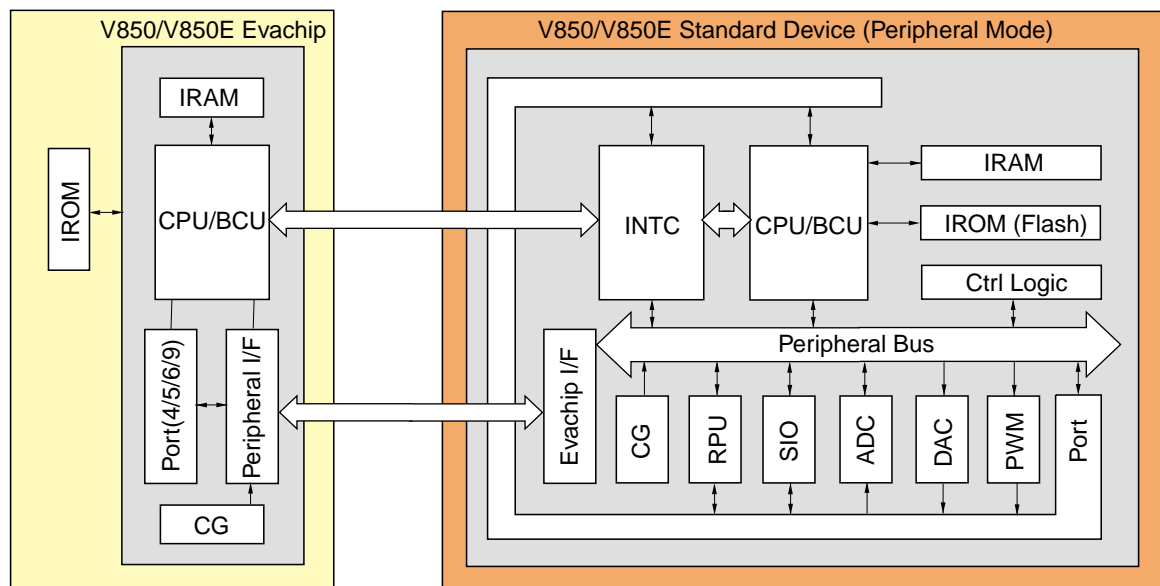 V850/V850E Evachip
IRAM
IROM
CPU/BCU
Port(4/5/6/9)
Peripheral I/F
CG
V850/V850E Standard Device (Peripheral Mode)
INTC
CPU/BCU
IRAM
IROM (Flash)
Ctrl Logic
Peripheral Bus
Evachip I/F
CG
RPU
SIO
ADC
DAC
PWM
Port